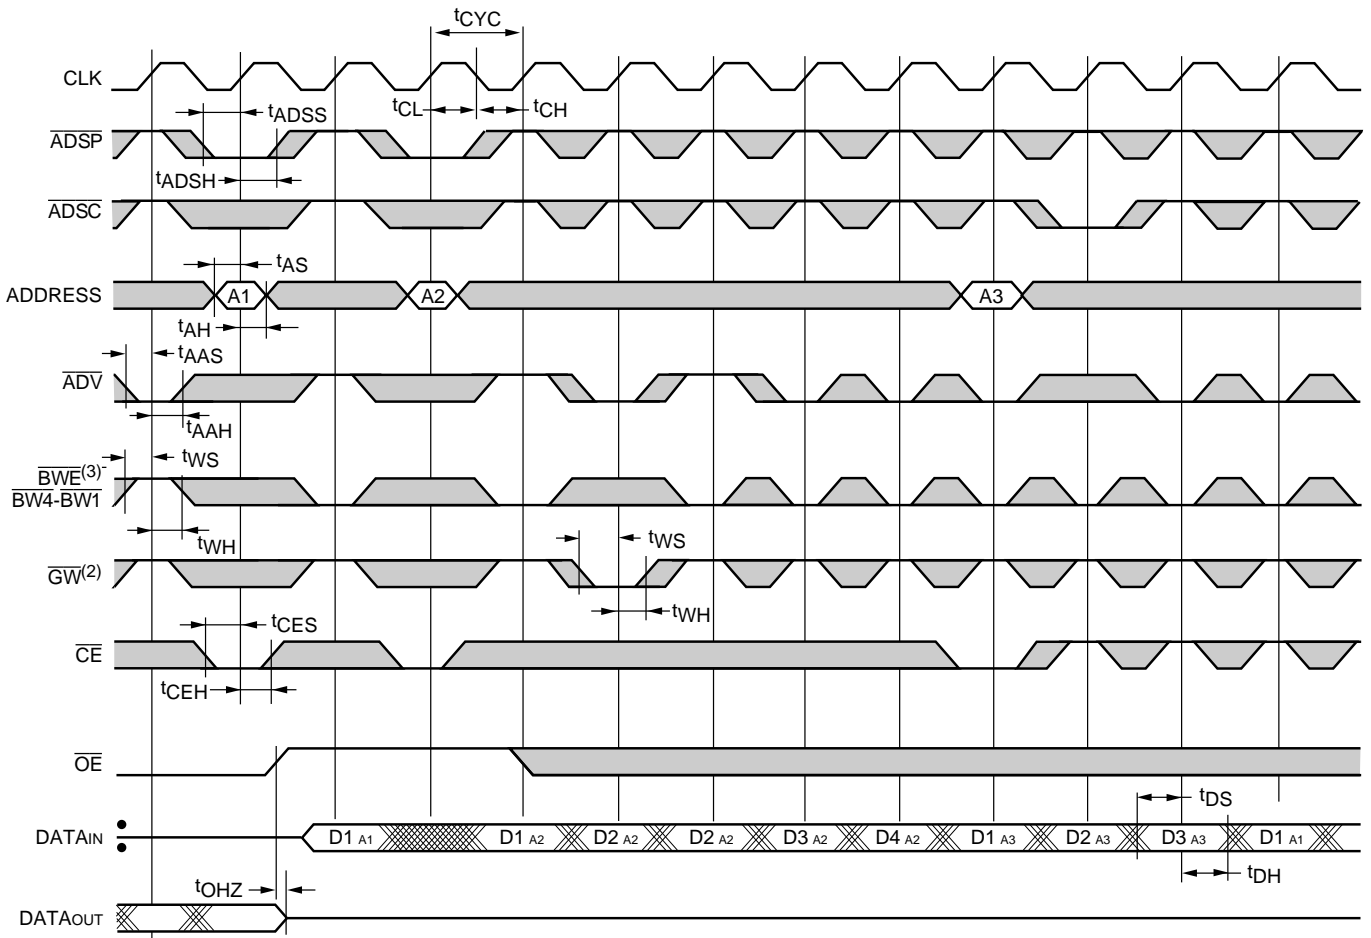 tCYC
CLK
tCL tCH
tADSS
ADSP
tADSH
ADSC
tAS
ADDRESS A1 A2 A3
tAH
tAAS
ADV
tAAH
tWS
BWE(3)-
BW4-BW1
tWH
tWS
GW(2)
tWH
tCES
CE
tCEH
OE
tDS
DATAIN D1 A1 D1 A2 D2 A2 D2 A2 D3 A2 D4 A2 D1 A3 D2 A3 D3 A3 D1 A1
tDH
tOHZ
DATAOUT